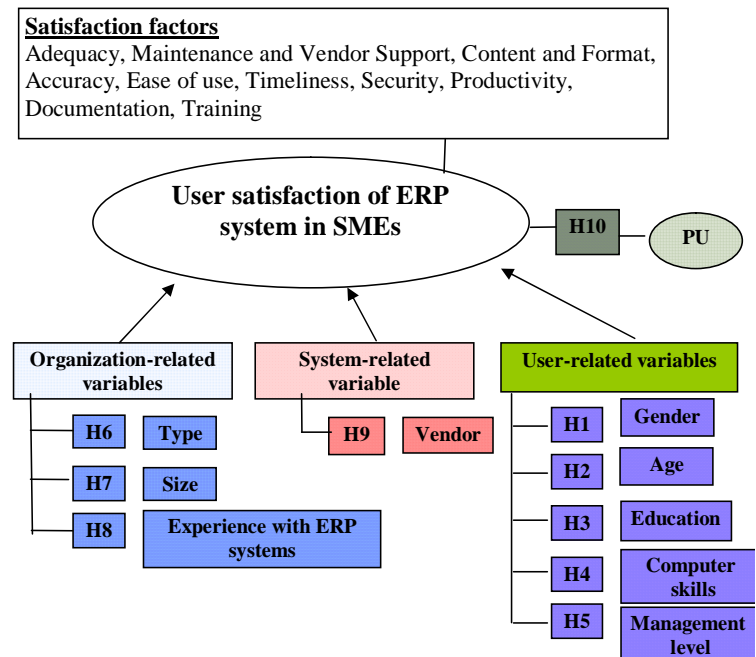 Satisfaction factors
Adequacy, Maintenance and Vendor Support, Content and Format,
Accuracy, Ease of use, Timeliness, Security, Productivity,
Documentation, Training
User satisfaction of ERP
system in SMEs
H10
PU
Organization-related
variables
H6
Type
H7
Size
H8
Experience with ERP
systems
System-related
variable
H9
Vendor
User-related variables
H1
Gender
H2
Age
H3
Education
H4
Computer
skills
H5
Management
level